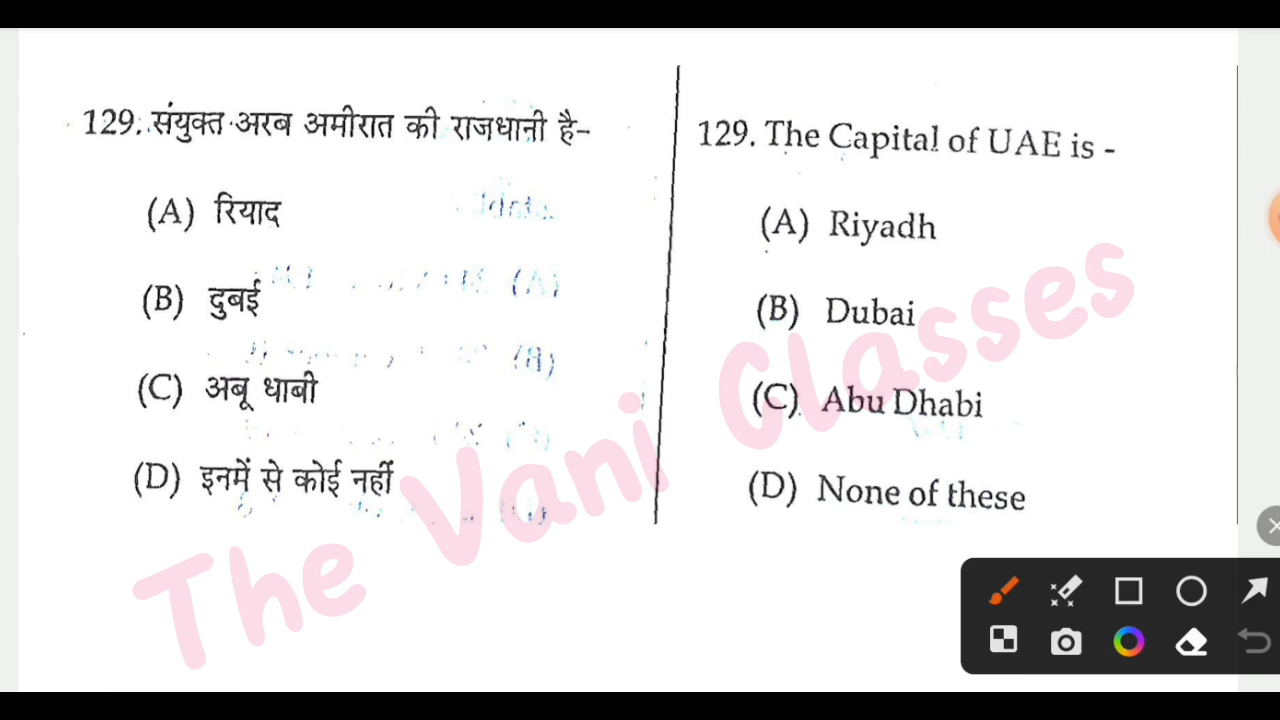 129. संयुक्त अरब अमीरात की राजधानी है-
(A) रियाद
(B) दुबई
(C) अबू धाबी
(D) इनमें से कोई नहीं
129. The Capital of UAE is -
(A) Riyadh
(B) Dubai
(C) Abu Dhabi
(D) None of these
The Vani Classes